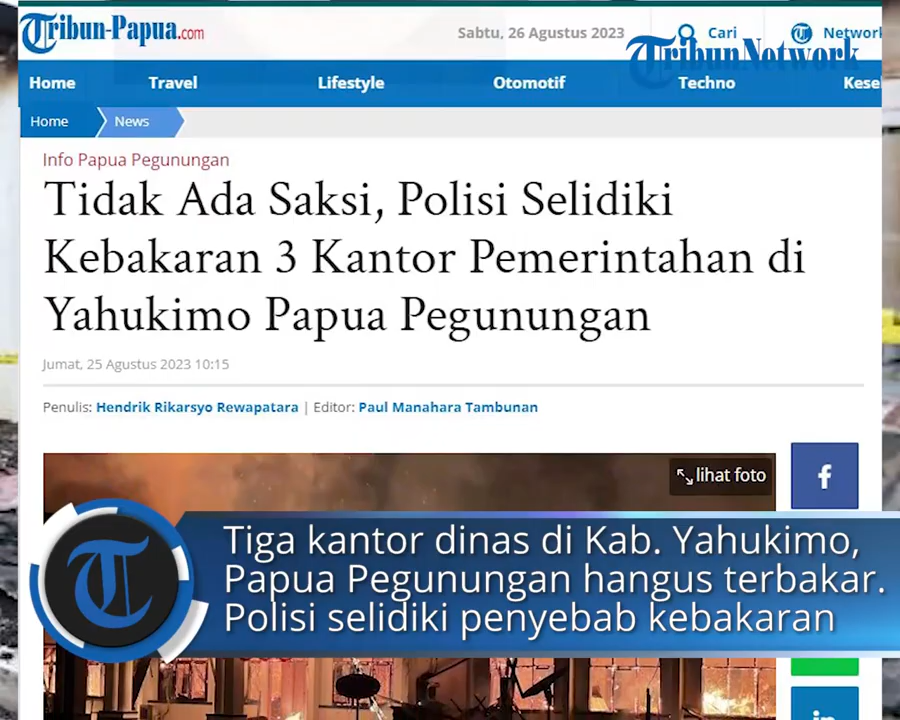 Tribun-Papua.com
Sabtu, 26 Agustus 2023
Cari
Network
TribunNetwork
Home Travel Lifestyle Otomotif Techno Kese
Home News
Info Papua Pegunungan
Tidak Ada Saksi, Polisi Selidiki
Kebakaran 3 Kantor Pemerintahan di
Yahukimo Papua Pegunungan
Jumat, 25 Agustus 2023 10:15
Penulis: Hendrik Rikarsyo Rewapatara | Editor: Paul Manahara Tambunan
lihat foto
f
T
Tiga kantor dinas di Kab. Yahukimo,
Papua Pegunungan hangus terbakar.
Polisi selidiki penyebab kebakaran
in